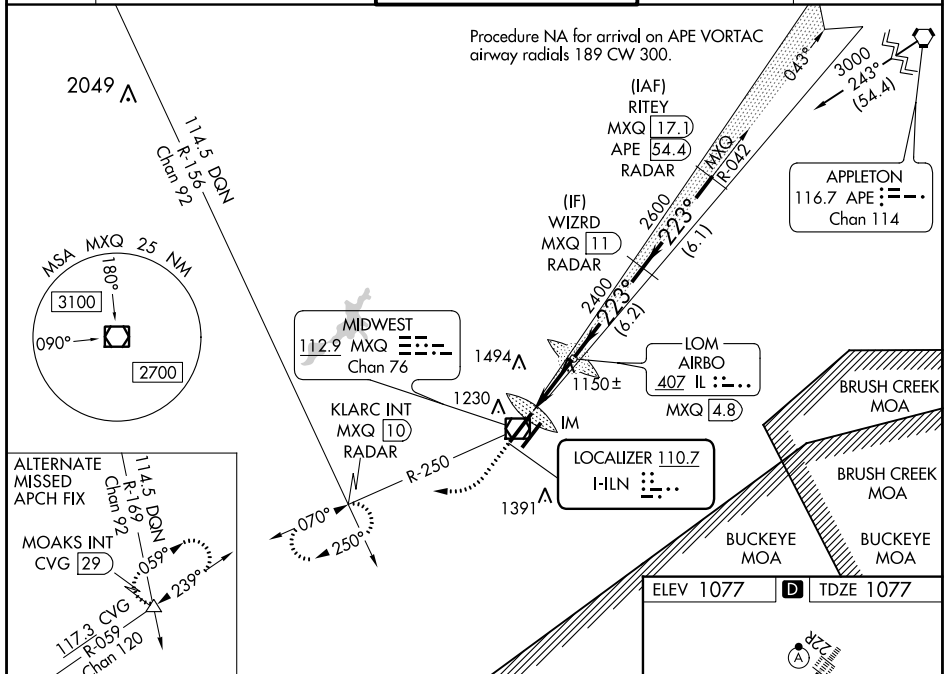 Procedure NA for arrival on APE VORTAC
airway radials 189 CW 300.
2049
114.5 DQN
R-156
Chan 92
(IAF)
RITEY
MXQ 17.1
APE 54.4
RADAR
043°
3000
243°
(54.4)
MXQ
R-042
APPLETON
116.7 APE
Chan 114
(IF)
WIZRD
MXQ 11
RADAR
2600
223°
(6.1)
2400
223°
(6.2)
MSA MXQ 25 NM
180°
3100
090°
2700
MIDWEST
112.9 MXQ
Chan 76
1494
1150±
LOM
AIRBO
407 IL
MXQ 4.8
1230
IM
KLARC INT
MXQ 10
RADAR
R-250
LOCALIZER 110.7
I-ILN
1391
070°
250°
BRUSH CREEK
MOA
BRUSH CREEK
MOA
BUCKEYE
MOA
BUCKEYE
MOA
ALTERNATE
MISSED
APCH FIX
114.5 DQN
R-169
Chan 92
MOAKS INT
CVG 29
059°
239°
117.3 CVG
R-059
Chan 120
ELEV 1077
D
TDZE 1077
22R
A